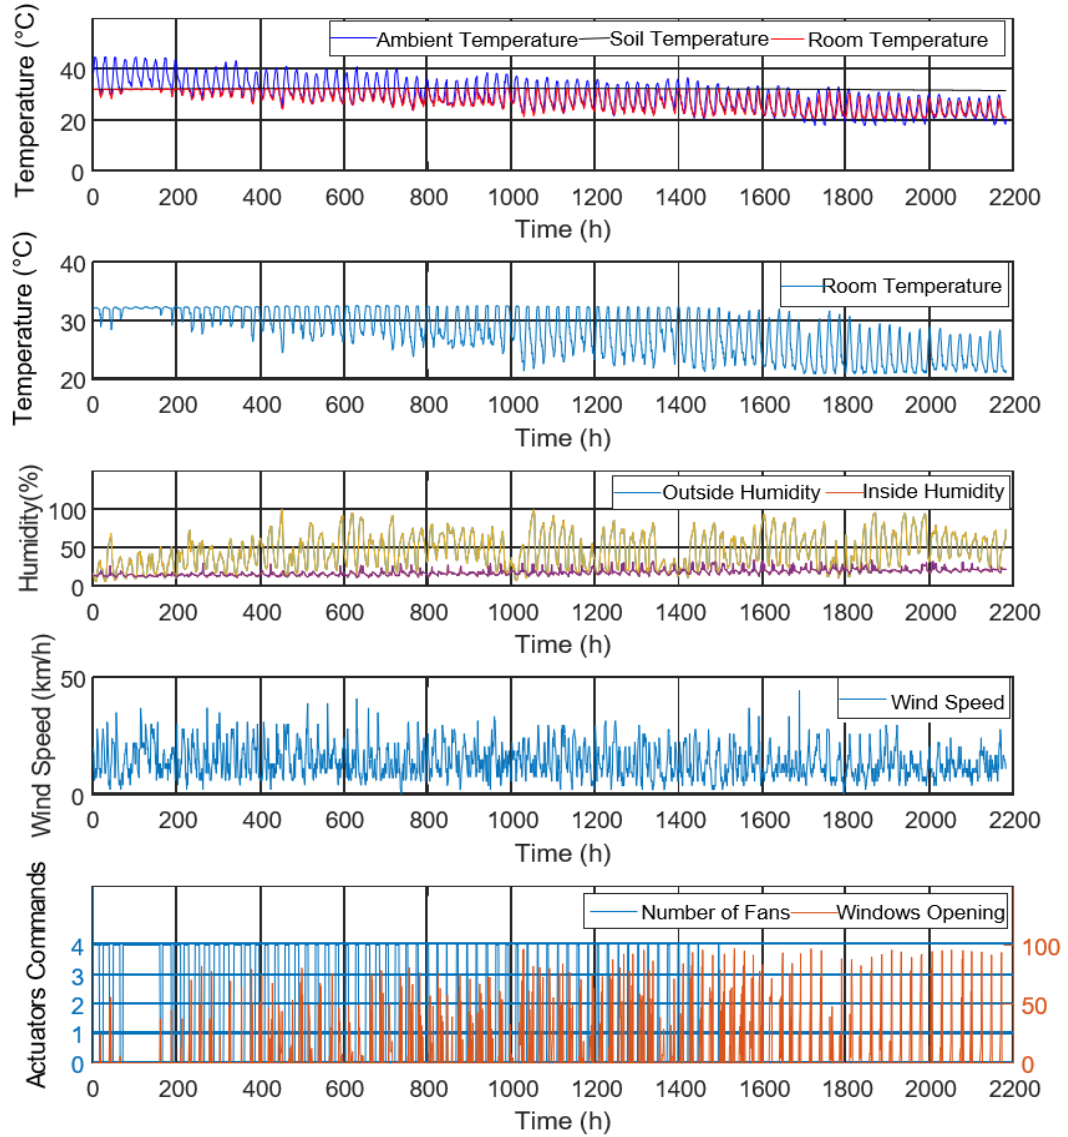 Temperature (°C)
Ambient Temperature Soil Temperature Room Temperature
40
20
0
0 200 400 600 800 1000 1200 1400 1600 1800 2000 2200
Time (h)
Temperature (°C)
Room Temperature
40
30
20
0 200 400 600 800 1000 1200 1400 1600 1800 2000 2200
Time (h)
Humidity(%)
Outside Humidity Inside Humidity
100
50
0
0 200 400 600 800 1000 1200 1400 1600 1800 2000 2200
Time (h)
Wind Speed (km/h)
Wind Speed
50
0
0 200 400 600 800 1000 1200 1400 1600 1800 2000 2200
Time (h)
Actuators Commands
Number of Fans Windows Opening
4 100
3
2 50
1
0 0
0 200 400 600 800 1000 1200 1400 1600 1800 2000 2200
Time (h)